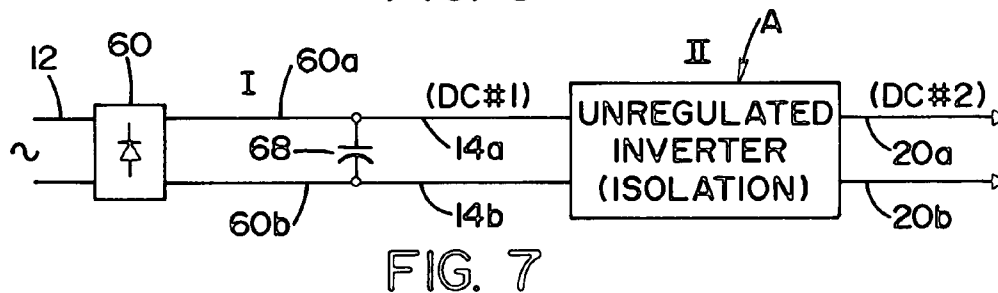 12
60
I
60a
(DC#1)
II
A
(DC#2)
~
68
14a
UNREGULATED
INVERTER
(ISOLATION)
20a
60b
14b
20b
FIG. 7